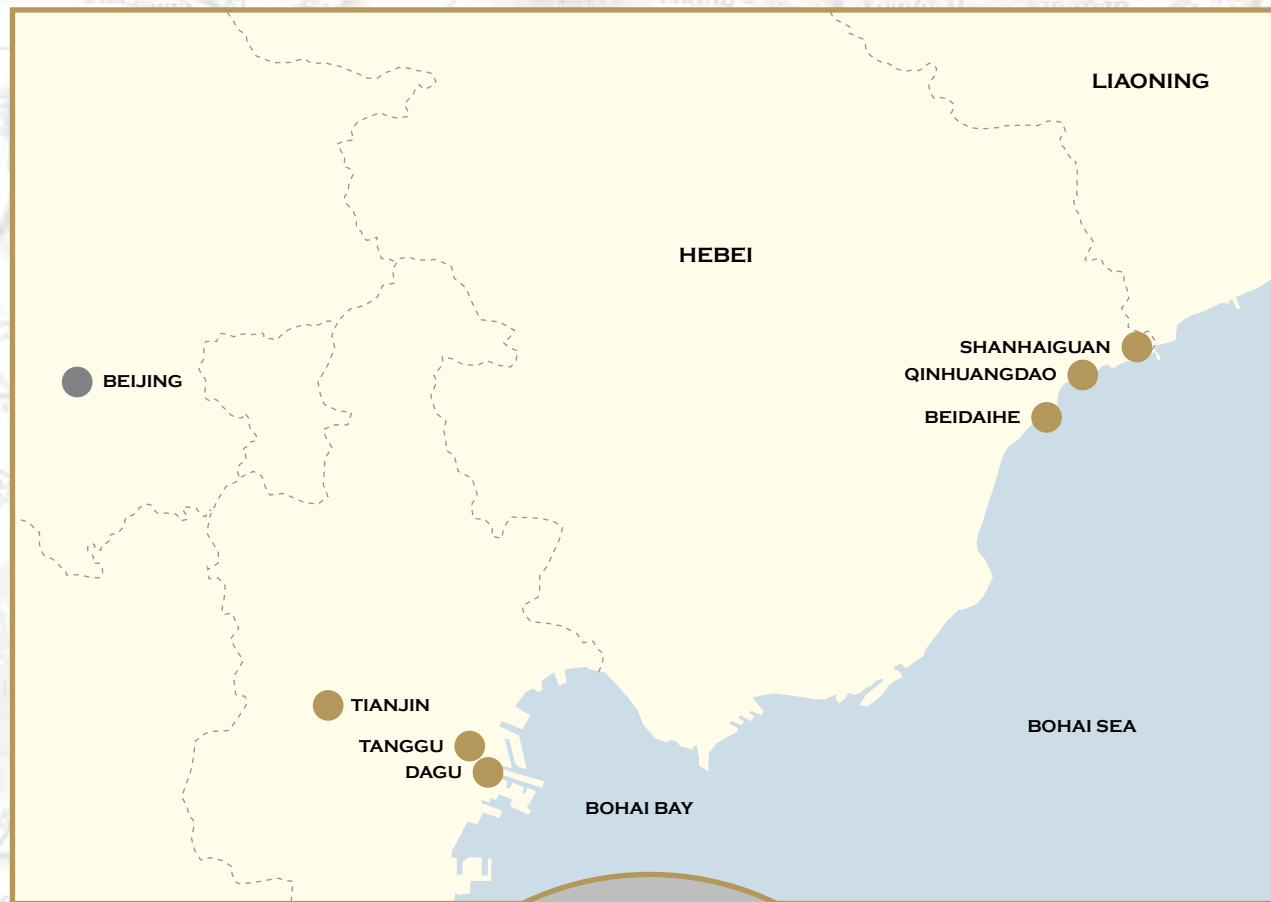 LIAONING
HEBEI
SHANHAIGUAN
QINHUANGDAO
BEIJING
BEIDAIHE
TIANJIN
BOHAI SEA
TANGGU
DAGU
BOHAI BAY